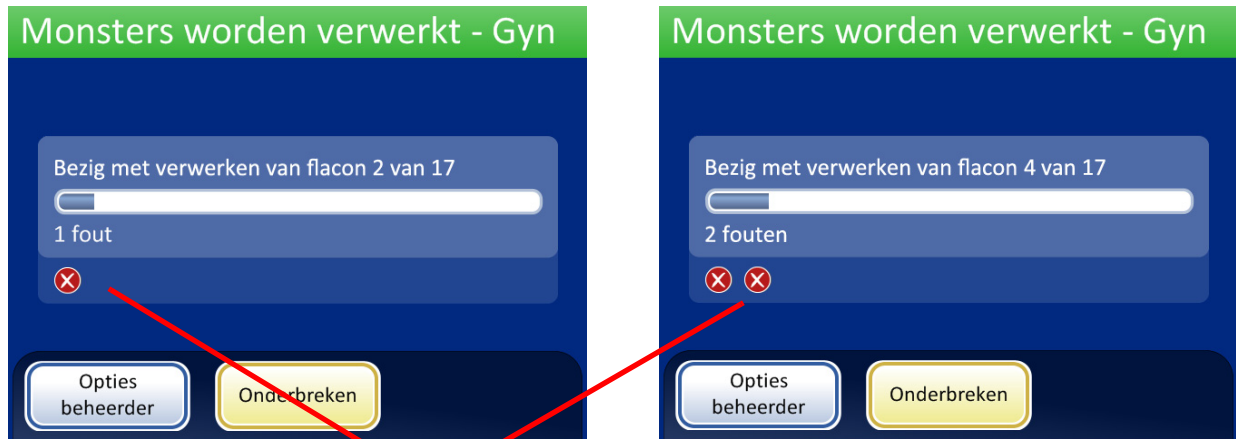 Monsters worden verwerkt - Gyn
Bezig met verwerken van flacon 2 van 17
1 fout
Opties
beheerder
Onderbreken
Monsters worden verwerkt - Gyn
Bezig met verwerken van flacon 4 van 17
2 fouten
Opties
beheerder
Onderbreken